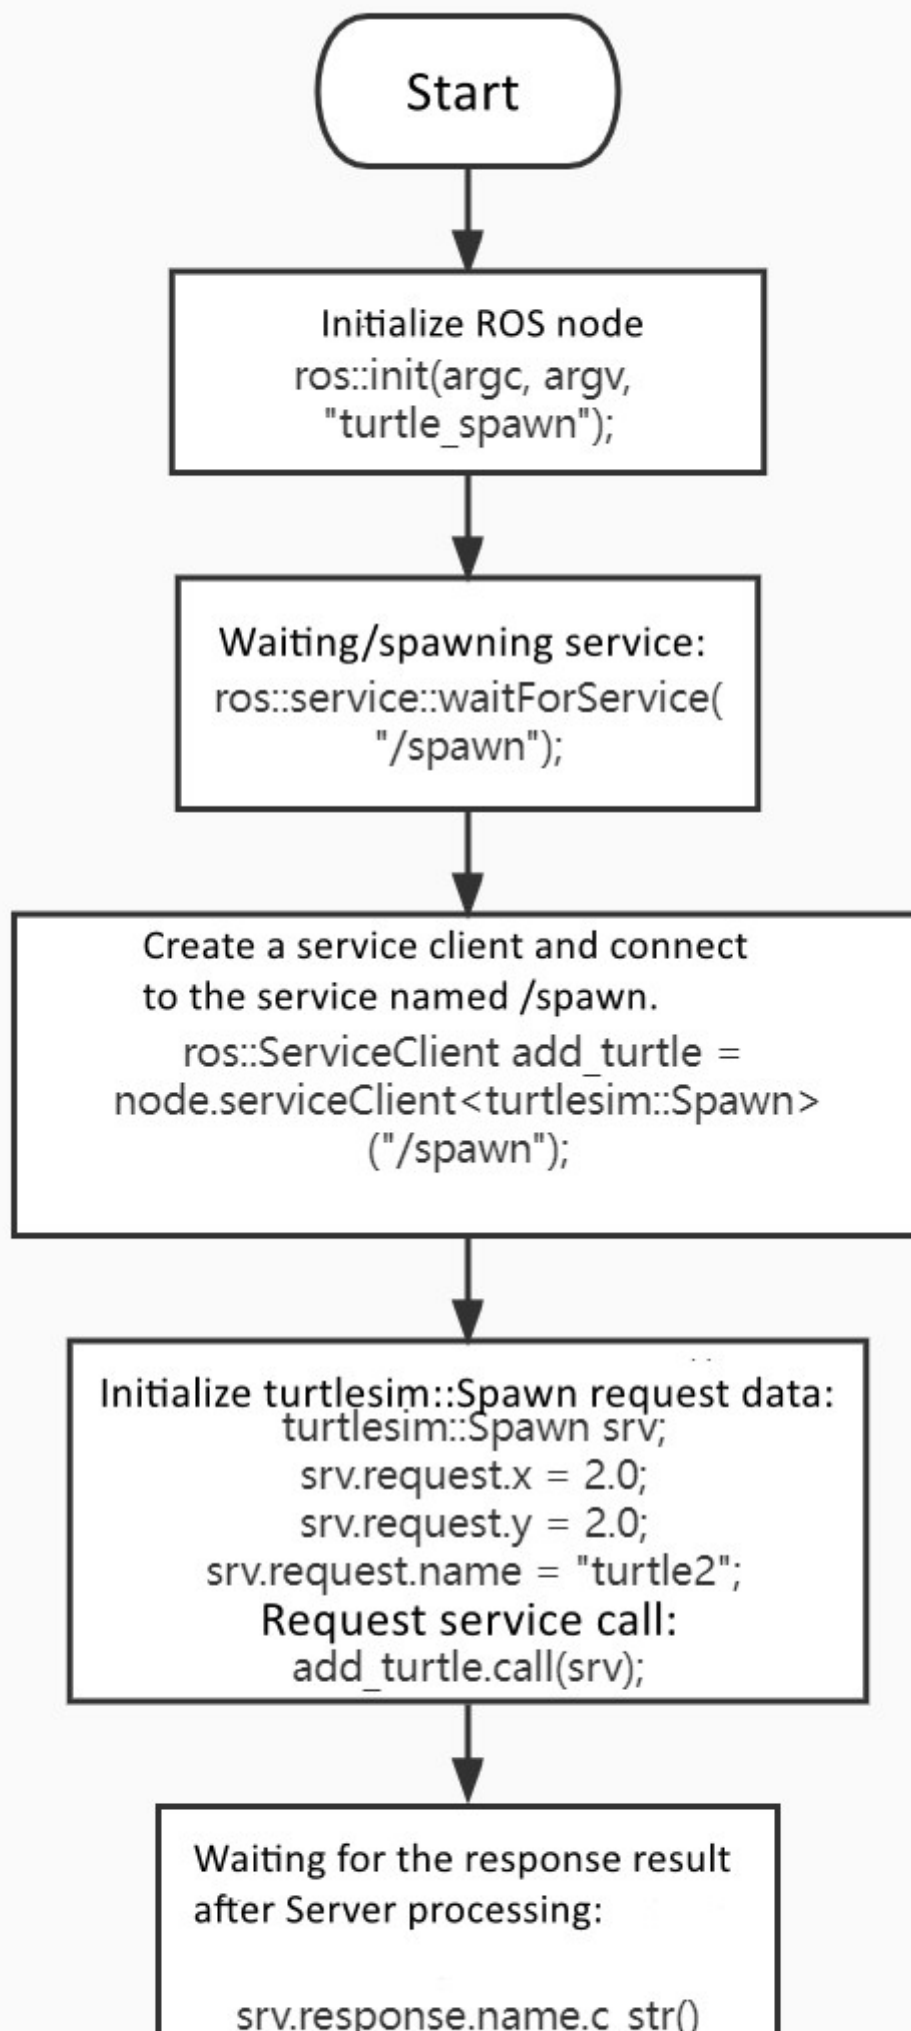 Start
Initialize ROS node
ros::init(argc, argv,
"turtle_spawn");
Waiting/spawning service:
ros::service::waitForService(
"/spawn");
Create a service client and connect
to the service named /spawn.
ros::ServiceClient add_turtle =
node.serviceClient<turtlesim::Spawn>
("/spawn");
Initialize turtlesim::Spawn request data:
turtlesim::Spawn srv;
srv.request.x = 2.0;
srv.request.y = 2.0;
srv.request.name = "turtle2";
Request service call:
add_turtle.call(srv);
Waiting for the response result
after Server processing:
srv.response.name.c_str()